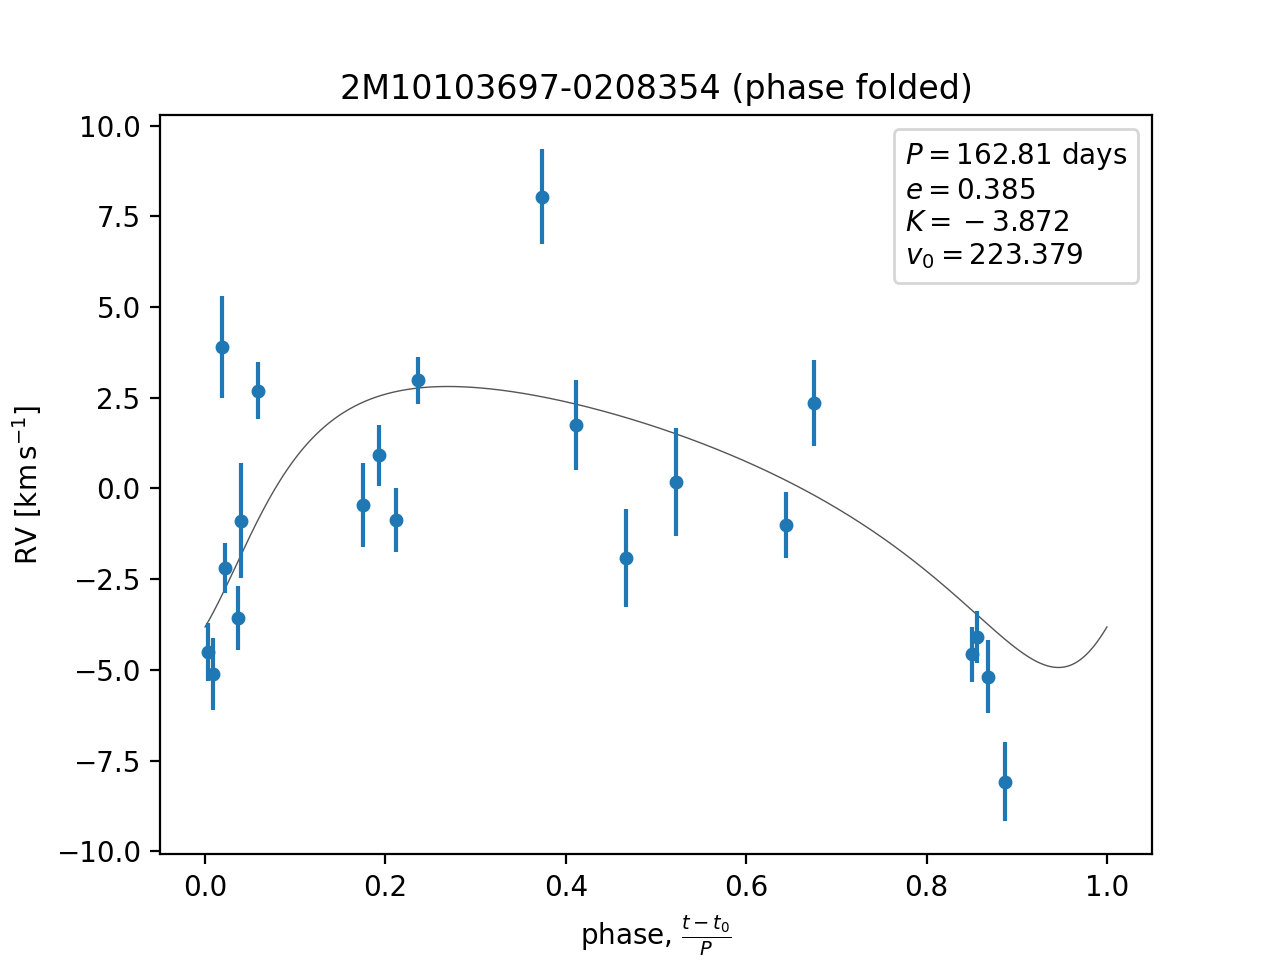 2M10103697-0208354 (phase folded)
P = 162.81 days
e = 0.385
K = −3.872
v₀ = 223.379
10.0
7.5
5.0
2.5
0.0
−2.5
−5.0
−7.5
−10.0
RV [km s⁻¹]
0.0 0.2 0.4 0.6 0.8 1.0
phase, (t − t₀)/P